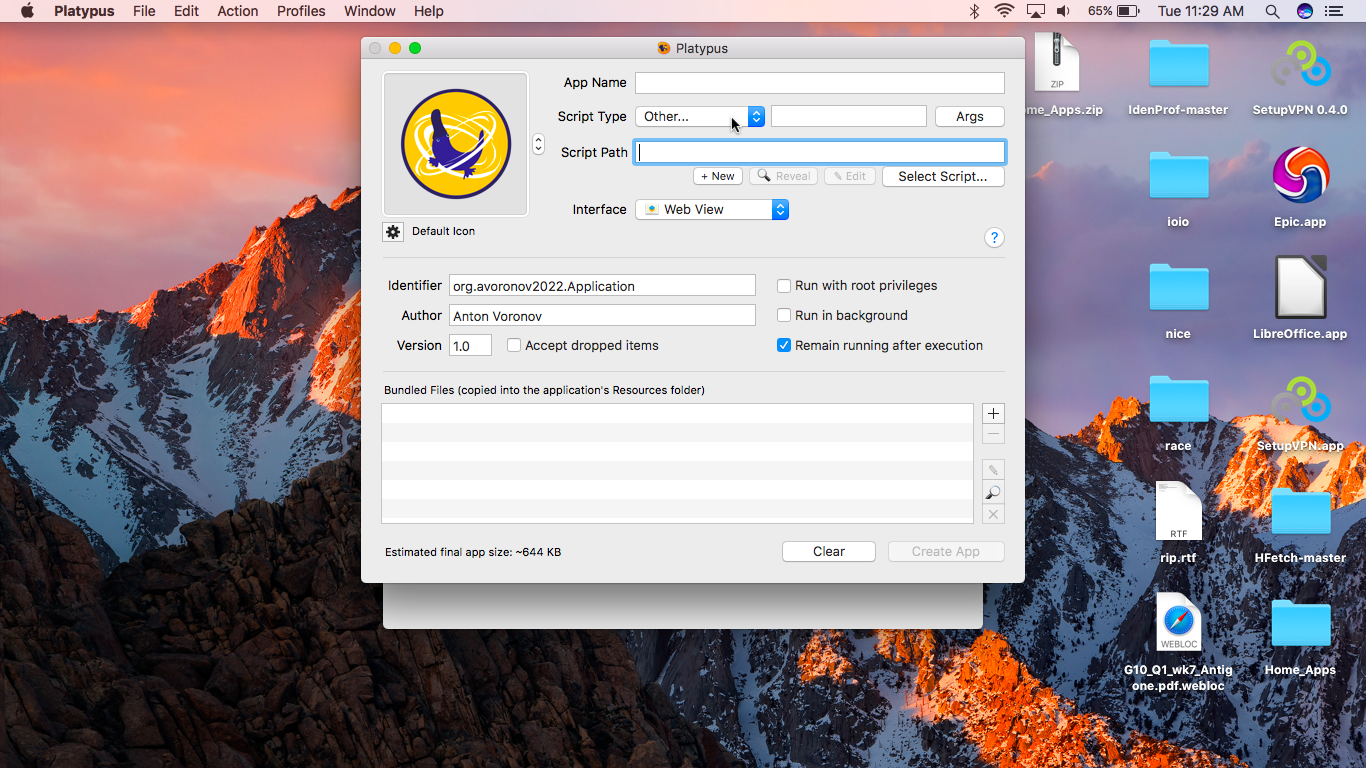 Platypus File Edit Action Profiles Window Help 65% Tue 11:29 AM
Platypus
App Name
Script Type Other... Args
Script Path
+ New Reveal Edit Select Script...
Interface Web View
Default Icon ?
Identifier org.avoronov2022.Application Run with root privileges
Author Anton Voronov Run in background
Version 1.0 Accept dropped items Remain running after execution
Bundled Files (copied into the application's Resources folder)
Estimated final app size: ~644 KB Clear Create App
ZIP
me_Apps.zip IdenProf-master SetupVPN 0.4.0
ioio Epic.app
nice LibreOffice.app
race SetupVPN.app
RTF
rip.rtf HFetch-master
WEBLOC
G10_Q1_wk7_Antig
one.pdf.webloc Home_Apps